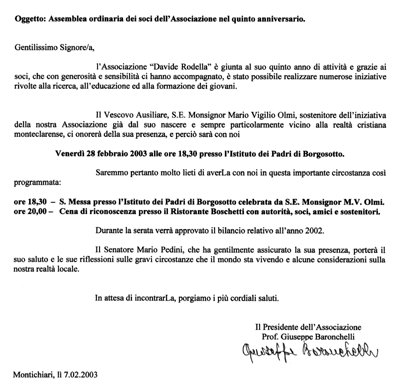 Oggetto: Assemblea ordinaria dei soci dell'Associazione nel quinto anniversario.
Gentilissimo Signore/a,
l'Associazione "Davide Rodella" è giunta al suo quinto anno di attività e grazie ai
soci, che con generosità e sensibilità ci hanno accompagnato, è stato possibile realizzare numerose iniziative
rivolte alla ricerca, all'educazione ed alla formazione dei giovani.
Il Vescovo Ausiliare, S.E. Monsignor Mario Vigilio Olmi, sostenitore dell'iniziativa
della nostra Associazione già dal suo nascere e sempre particolarmente vicino alla realtà cristiana
monteclarense, ci onorerà della sua presenza, e perciò sarà con noi
Venerdì 28 febbraio 2003 alle ore 18,30 presso l'Istituto dei Padri di Borgosotto.
Saremmo pertanto molto lieti di averLa con noi in questa importante circostanza così
programmata:
ore 18,30 – S. Messa presso l'Istituto dei Padri di Borgosotto celebrata da S.E. Monsignor M.V. Olmi.
ore 20,00 – Cena di riconoscenza presso il Ristorante Boschetti con autorità, soci, amici e sostenitori.
Durante la serata verrà approvato il bilancio relativo all'anno 2002.
Il Senatore Mario Pedini, che ha gentilmente assicurato la sua presenza, porterà il
suo saluto e le sue riflessioni sulle gravi circostanze che il mondo sta vivendo e alcune considerazioni sulla
nostra realtà locale.
In attesa di incontrarLa, porgiamo i più cordiali saluti.
Il Presidente dell'Associazione
Prof. Giuseppe Baronchelli
Giuseppe Baronchelli
Montichiari, lì 7.02.2003